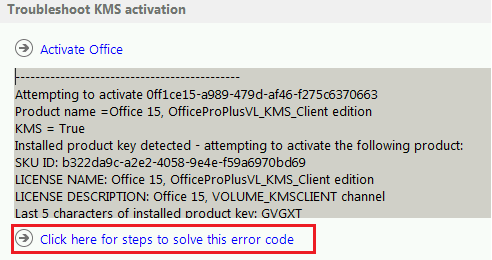 Troubleshoot KMS activation
Activate Office
---------------------------------------
Attempting to activate 0ff1ce15-a989-479d-af46-f275c6370663
Product name =Office 15, OfficeProPlusVL_KMS_Client edition
KMS = True
Installed product key detected - attempting to activate the following product:
SKU ID: b322da9c-a2e2-4058-9e4e-f59a6970bd69
LICENSE NAME: Office 15, OfficeProPlusVL_KMS_Client edition
LICENSE DESCRIPTION: Office 15, VOLUME_KMSCLIENT channel
Last 5 characters of installed product key: GVGXT
Click here for steps to solve this error code